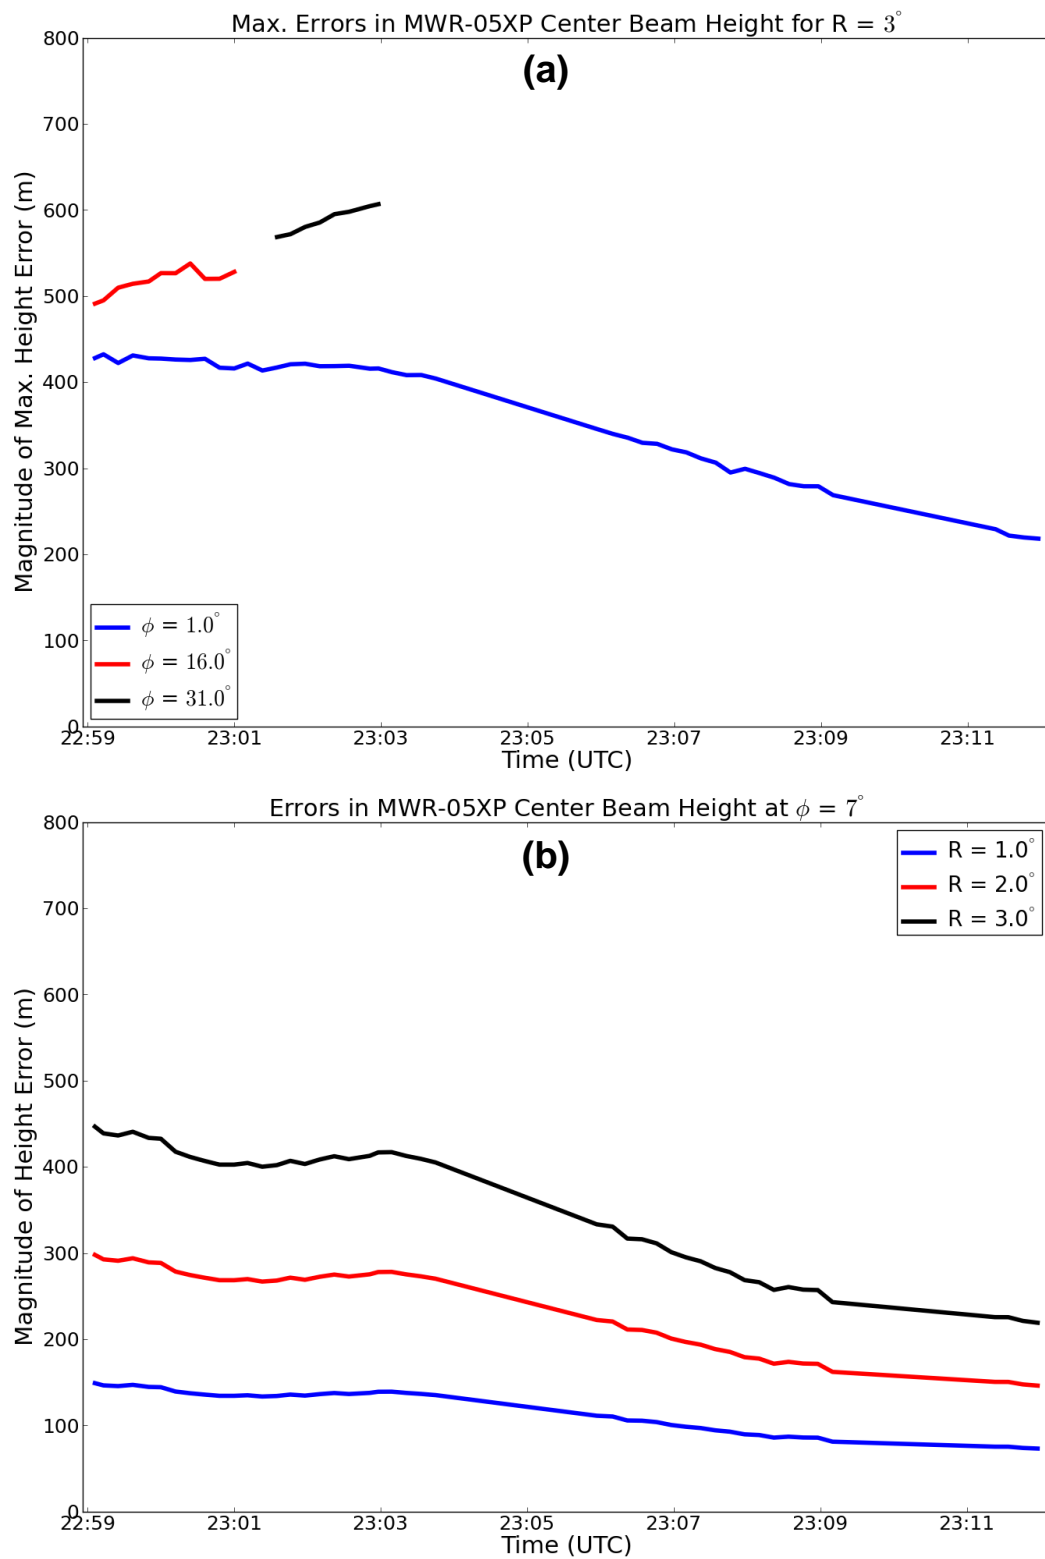 Max. Errors in MWR-05XP Center Beam Height for R = 3°
(a)
Magnitude of Max. Height Error (m)
800
700
600
500
400
300
200
100
0
ϕ = 1.0°
ϕ = 16.0°
ϕ = 31.0°
22:59 23:01 23:03 23:05 23:07 23:09 23:11
Time (UTC)
Errors in MWR-05XP Center Beam Height at ϕ = 7°
(b)
Magnitude of Height Error (m)
R = 1.0°
R = 2.0°
R = 3.0°
800
700
600
500
400
300
200
100
0
22:59 23:01 23:03 23:05 23:07 23:09 23:11
Time (UTC)